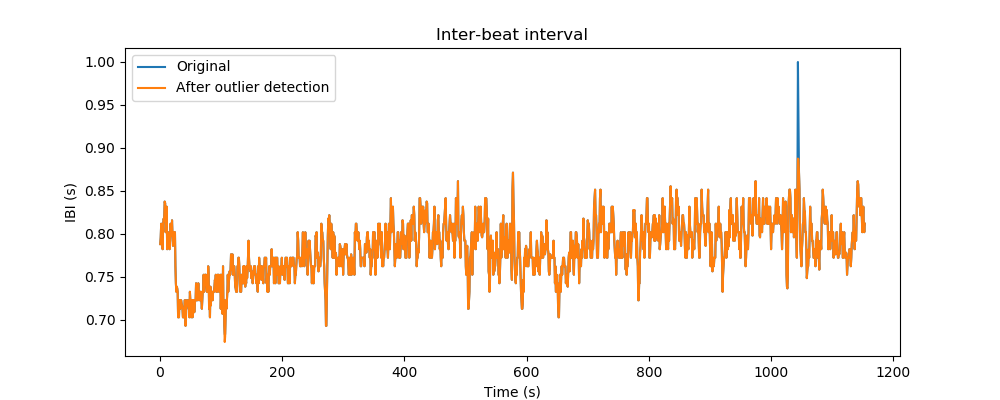 Inter-beat interval
Original
After outlier detection
1.00
0.95
0.90
0.85
0.80
0.75
0.70
IBI (s)
0
200
400
600
800
1000
1200
Time (s)